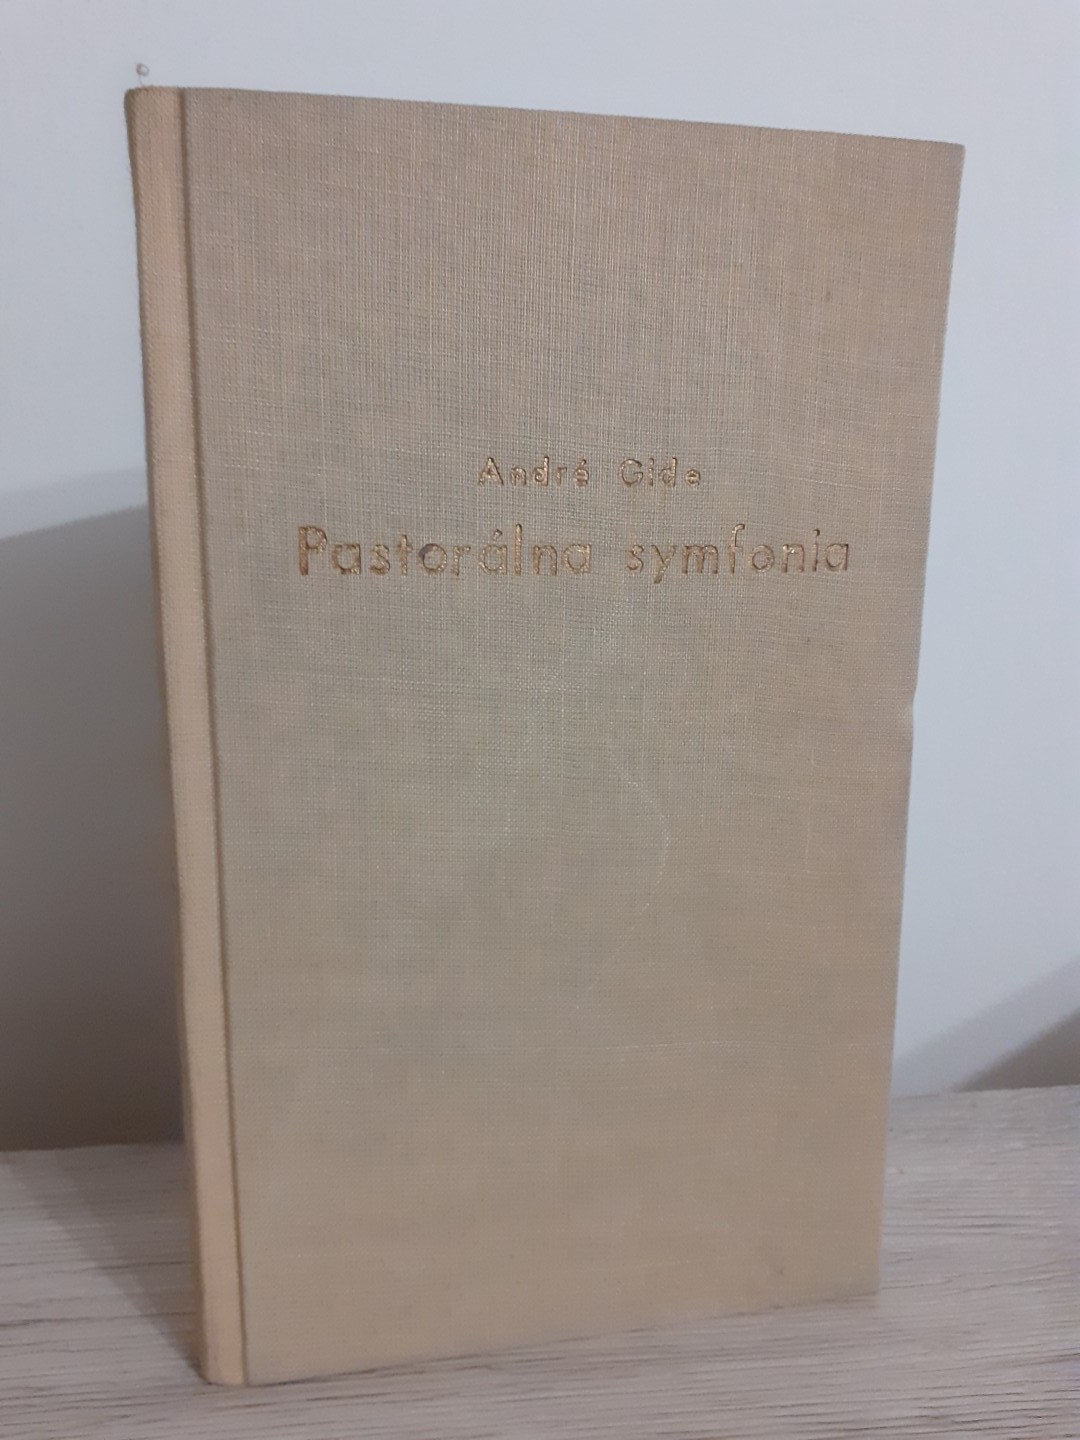 André Gide
Pastorálna symfonia